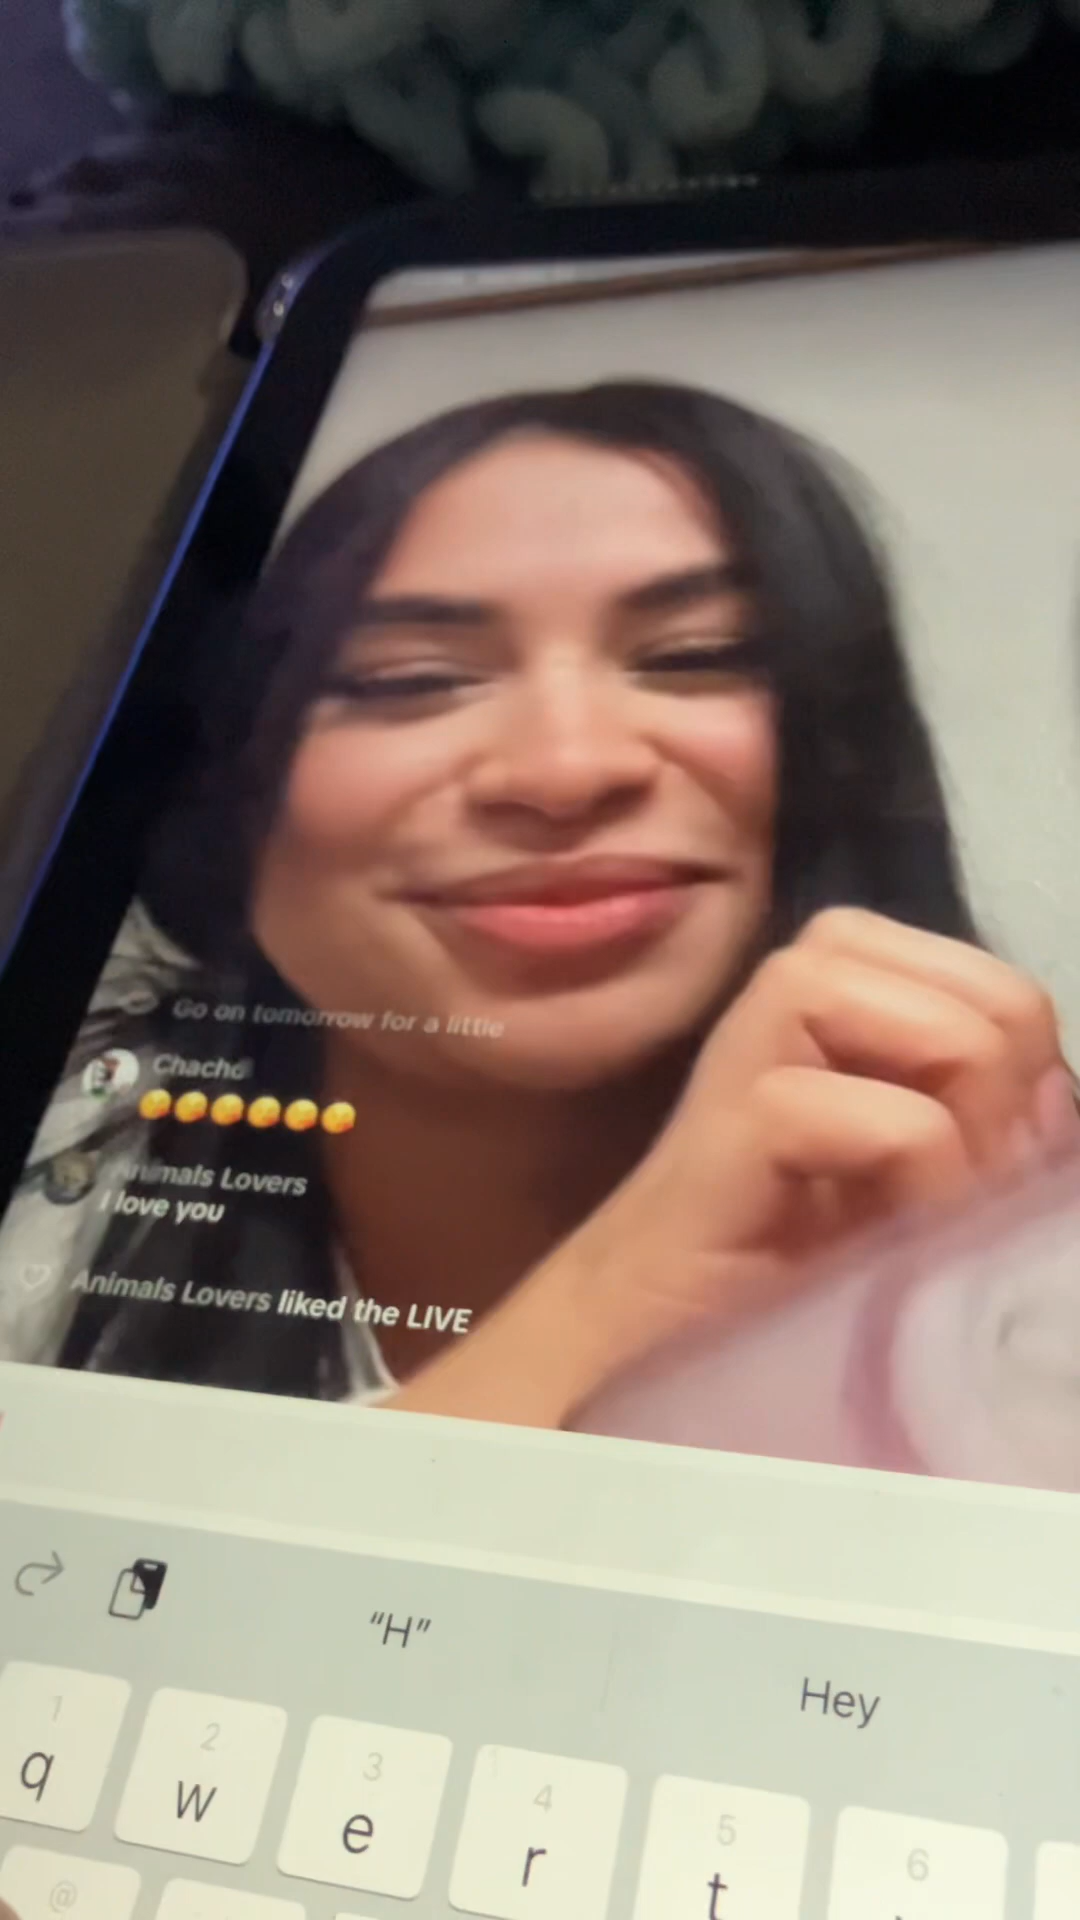 Go on tomorrow for a little
Chacho
Animals Lovers
I love you
Animals Lovers liked the LIVE
“H”
Hey
1
2
3
4
5
6
q
w
e
r
t
@